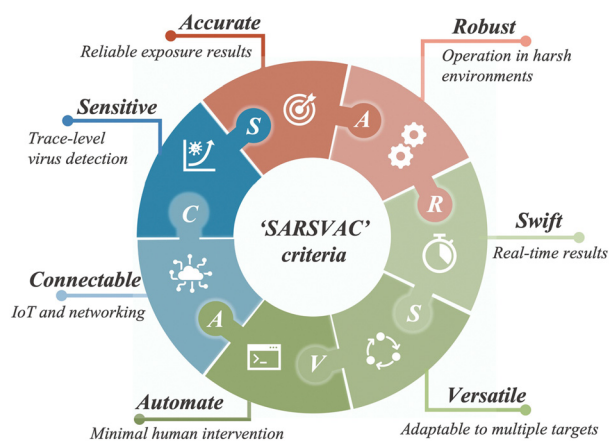 Accurate
Reliable exposure results
Robust
Operation in harsh
environments
Sensitive
Trace-level
virus detection
S
A
R
C
'SARSVAC'
criteria
Swift
Real-time results
Connectable
IoT and networking
A
V
S
>_
Automate
Minimal human intervention
Versatile
Adaptable to multiple targets